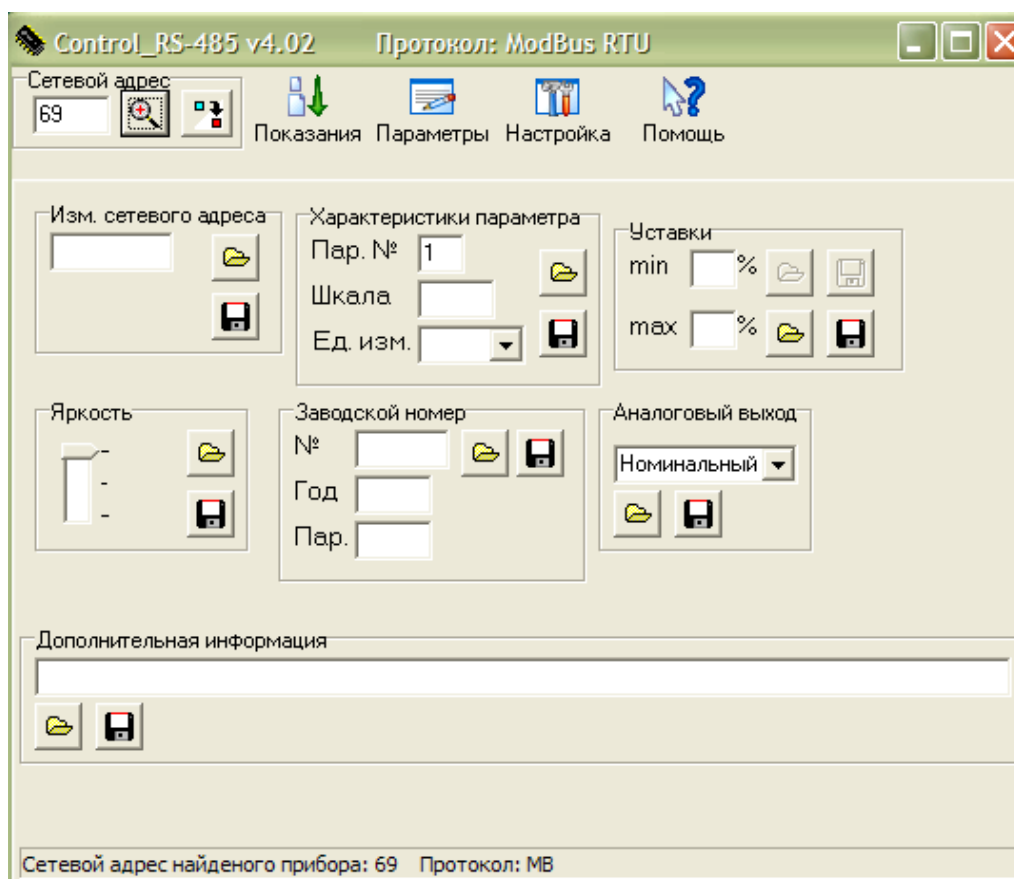 Control_RS-485 v4.02 Протокол: ModBus RTU
Сетевой адрес
69
Показания Параметры Настройка Помощь
Изм. сетевого адреса
Характеристики параметра
Пар. № 1
Шкала
Ед. изм.
Уставки
min %
max %
Яркость
Заводской номер
№
Год
Пар.
Аналоговый выход
Номинальный
Дополнительная информация
Сетевой адрес найденого прибора: 69 Протокол: MB